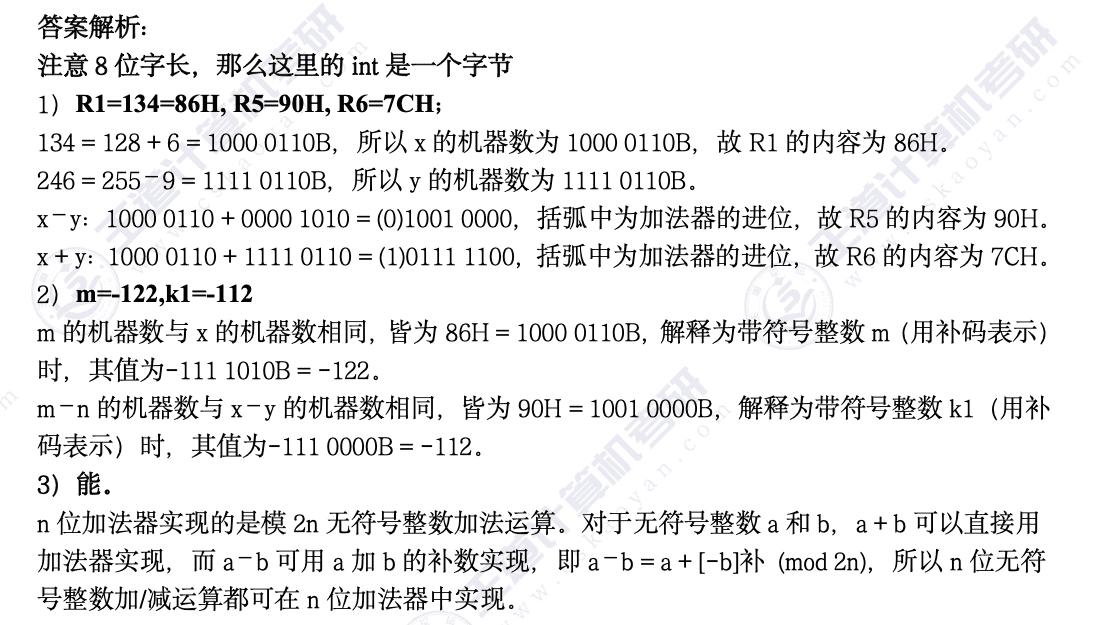 答案解析：
注意 8 位字长，那么这里的 int 是一个字节
1）R1=134=86H, R5=90H, R6=7CH；
134 = 128 + 6 = 1000 0110B，所以 x 的机器数为 1000 0110B，故 R1 的内容为 86H。
246 = 255－9 = 1111 0110B，所以 y 的机器数为 1111 0110B。
x－y：1000 0110 + 0000 1010 = (0)1001 0000，括弧中为加法器的进位，故 R5 的内容为 90H。
x + y：1000 0110 + 1111 0110 = (1)0111 1100，括弧中为加法器的进位，故 R6 的内容为 7CH。
2）m=-122,k1=-112
m 的机器数与 x 的机器数相同，皆为 86H = 1000 0110B，解释为带符号整数 m（用补码表示）
时，其值为-111 1010B = -122。
m－n 的机器数与 x－y 的机器数相同，皆为 90H = 1001 0000B，解释为带符号整数 k1（用补
码表示）时，其值为-111 0000B = -112。
3）能。
n 位加法器实现的是模 2n 无符号整数加法运算。对于无符号整数 a 和 b，a + b 可以直接用
加法器实现，而 a－b 可用 a 加 b 的补数实现，即 a－b = a + [-b]补 (mod 2n)，所以 n 位无符
号整数加/减运算都可在 n 位加法器中实现。
王道计算机考研
www.cskaoyan.com